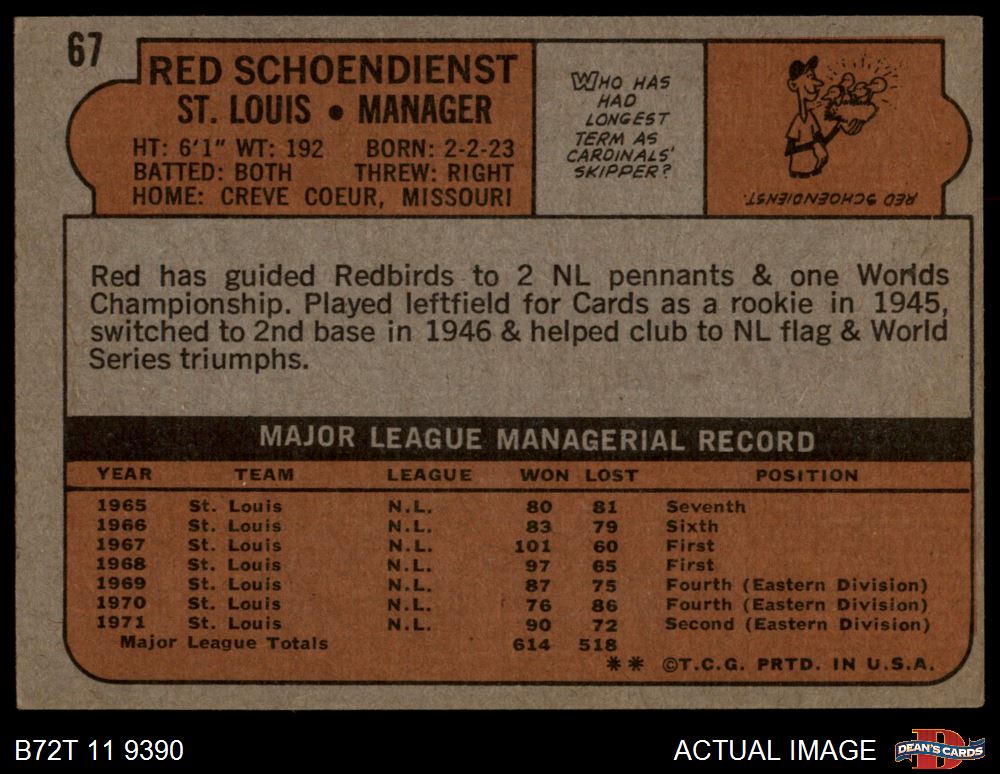 67
RED SCHOENDIENST
ST. LOUIS • MANAGER
HT: 6'1" WT: 192 BORN: 2-2-23
BATTED: BOTH THREW: RIGHT
HOME: CREVE COEUR, MISSOURI
WHO HAS
HAD
LONGEST
TERM AS
CARDINALS'
SKIPPER?
RED SCHOENDIENST.
Red has guided Redbirds to 2 NL pennants & one Worlds
Championship. Played leftfield for Cards as a rookie in 1945,
switched to 2nd base in 1946 & helped club to NL flag & World
Series triumphs.
MAJOR LEAGUE MANAGERIAL RECORD
YEAR TEAM LEAGUE WON LOST POSITION
1965 St. Louis N.L. 80 81 Seventh
1966 St. Louis N.L. 83 79 Sixth
1967 St. Louis N.L. 101 60 First
1968 St. Louis N.L. 97 65 First
1969 St. Louis N.L. 87 75 Fourth (Eastern Division)
1970 St. Louis N.L. 76 86 Fourth (Eastern Division)
1971 St. Louis N.L. 90 72 Second (Eastern Division)
Major League Totals 614 518
** ©T.C.G. PRTD. IN U.S.A.
B72T 11 9390 ACTUAL IMAGE D DEAN'S CARDS